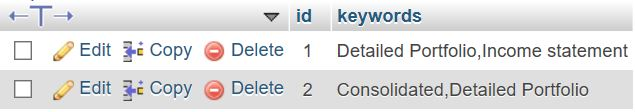 id keywords
Edit Copy Delete 1 Detailed Portfolio,Income statement
Edit Copy Delete 2 Consolidated,Detailed Portfolio